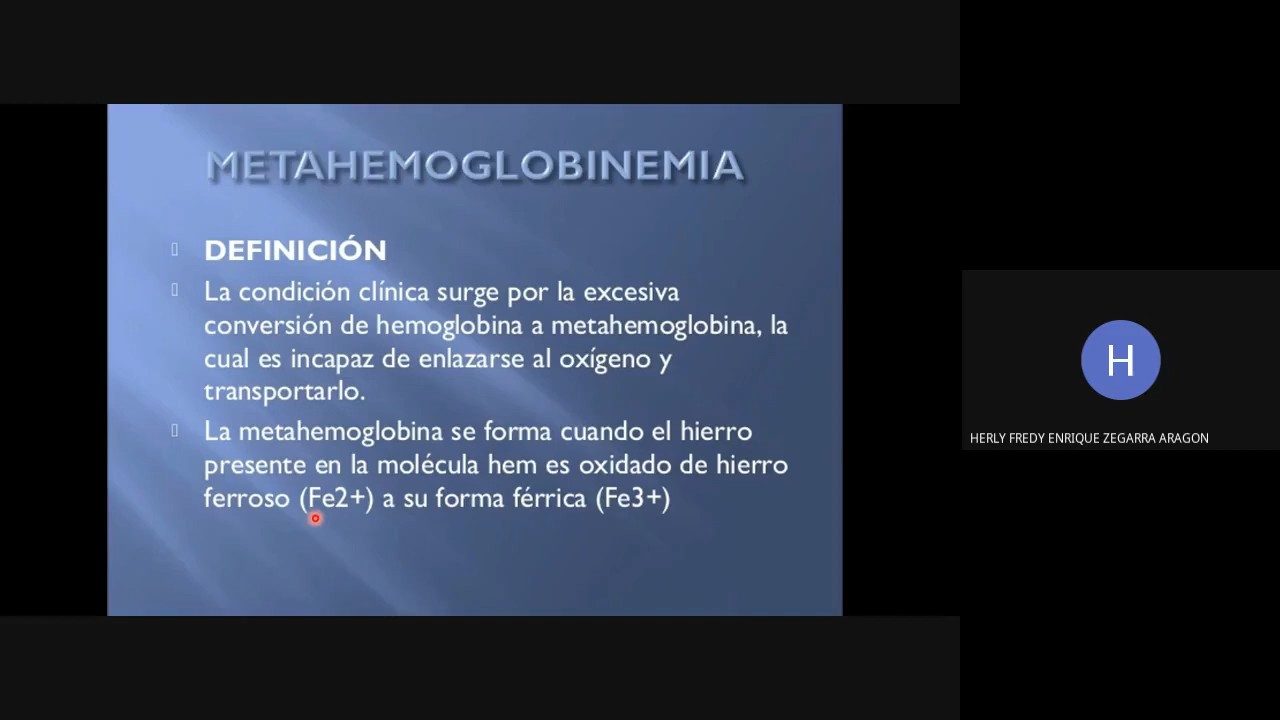 METAHEMOGLOBINEMIA
DEFINICIÓN
La condición clínica surge por la excesiva
conversión de hemoglobina a metahemoglobina, la
cual es incapaz de enlazarse al oxígeno y
transportarlo.
La metahemoglobina se forma cuando el hierro
presente en la molécula hem es oxidado de hierro
ferroso (Fe2+) a su forma férrica (Fe3+)
H
HERLY FREDY ENRIQUE ZEGARRA ARAGON